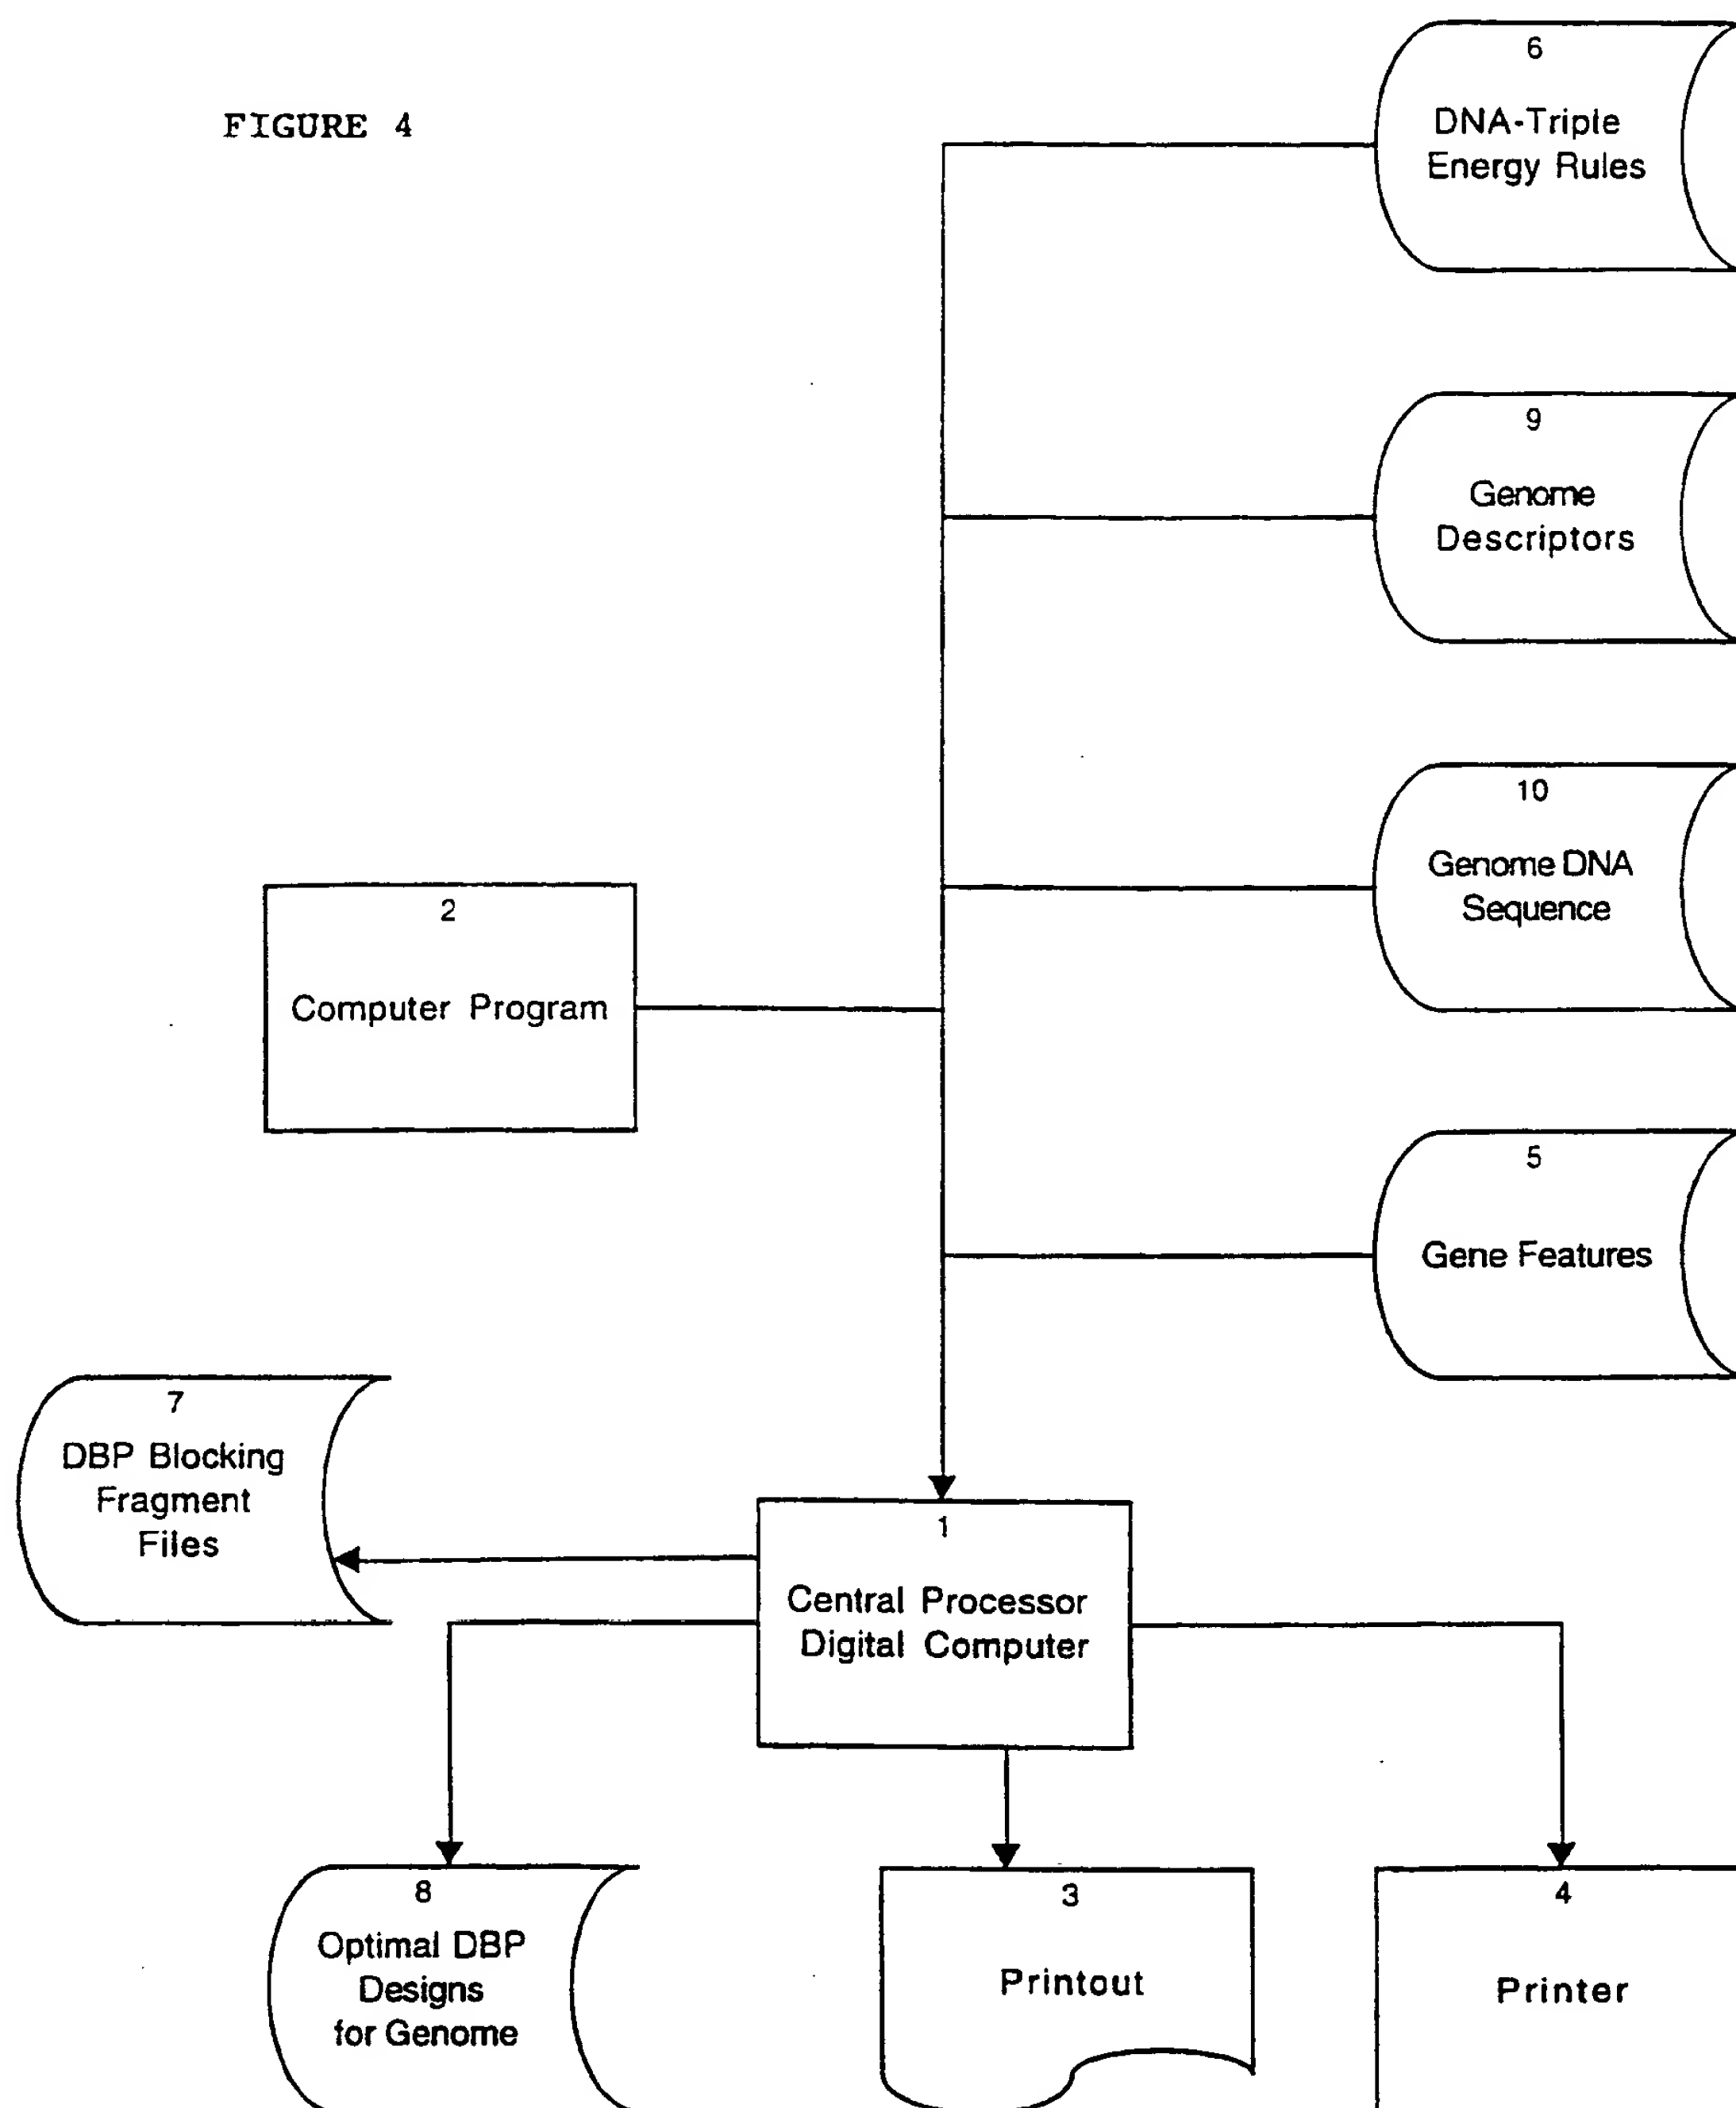 FIGURE 4
6
DNA-Triple
Energy Rules
9
Genome
Descriptors
10
Genome DNA
Sequence
2
Computer Program
5
Gene Features
7
DBP Blocking
Fragment
Files
1
Central Processor
Digital Computer
8
Optimal DBP
Designs
for Genome
3
Printout
4
Printer